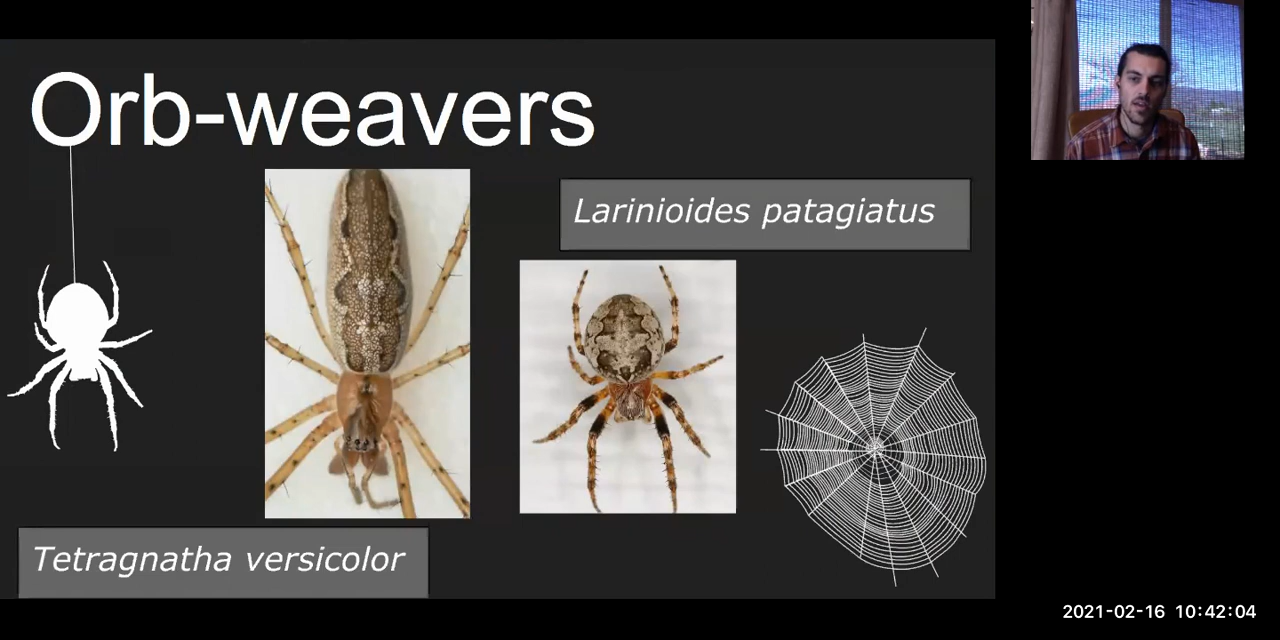 Orb-weavers
Larinioides patagiatus
Tetragnatha versicolor
2021-02-16 10:42:04